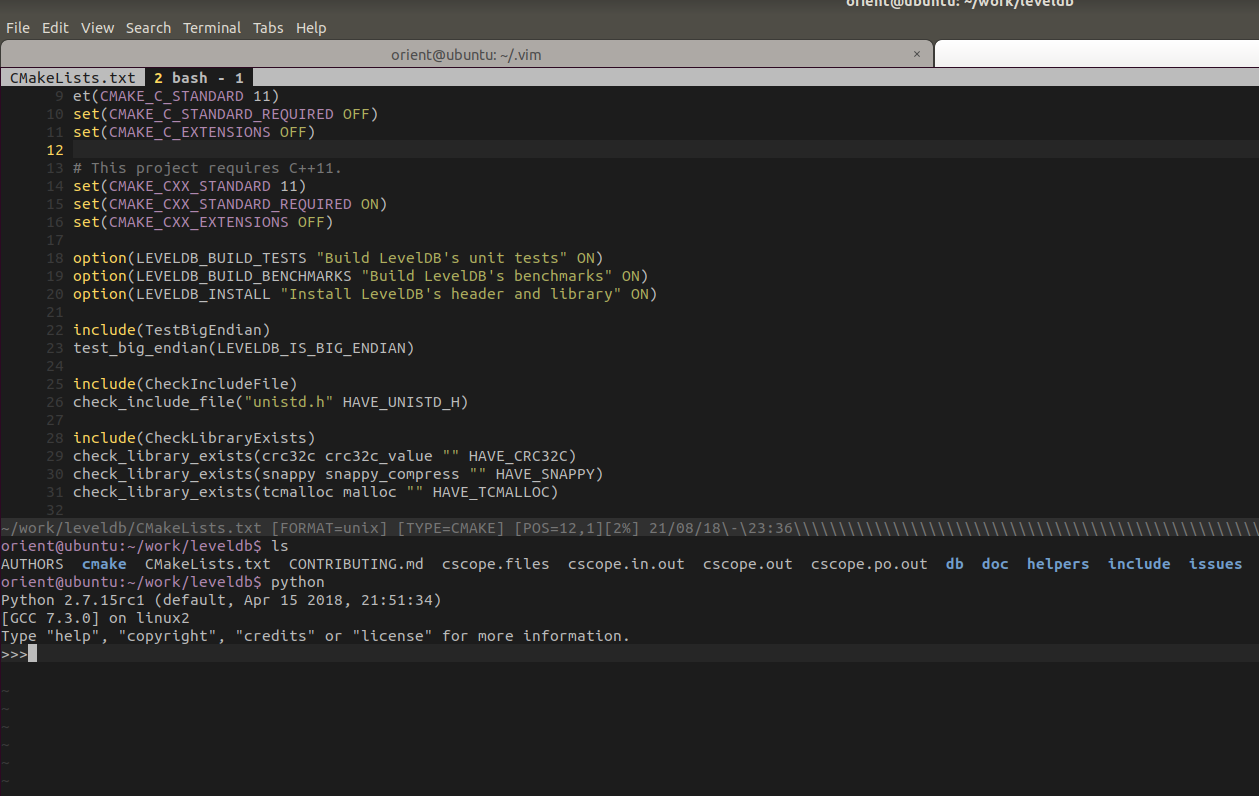 orient@ubuntu: ~/work/leveldb
File Edit View Search Terminal Tabs Help
orient@ubuntu: ~/.vim ×
CMakeLists.txt 2 bash - 1
9 et(CMAKE_C_STANDARD 11)
10 set(CMAKE_C_STANDARD_REQUIRED OFF)
11 set(CMAKE_C_EXTENSIONS OFF)
12
13 # This project requires C++11.
14 set(CMAKE_CXX_STANDARD 11)
15 set(CMAKE_CXX_STANDARD_REQUIRED ON)
16 set(CMAKE_CXX_EXTENSIONS OFF)
17
18 option(LEVELDB_BUILD_TESTS "Build LevelDB's unit tests" ON)
19 option(LEVELDB_BUILD_BENCHMARKS "Build LevelDB's benchmarks" ON)
20 option(LEVELDB_INSTALL "Install LevelDB's header and library" ON)
21
22 include(TestBigEndian)
23 test_big_endian(LEVELDB_IS_BIG_ENDIAN)
24
25 include(CheckIncludeFile)
26 check_include_file("unistd.h" HAVE_UNISTD_H)
27
28 include(CheckLibraryExists)
29 check_library_exists(crc32c crc32c_value "" HAVE_CRC32C)
30 check_library_exists(snappy snappy_compress "" HAVE_SNAPPY)
31 check_library_exists(tcmalloc malloc "" HAVE_TCMALLOC)
32
~/work/leveldb/CMakeLists.txt [FORMAT=unix] [TYPE=CMAKE] [POS=12,1][2%] 21/08/18\-\23:36\\\\\\\\\\\\\\\\\\\\\\\\\\\\\\\\\\\\\\\\\\\\\\\\\\\\
orient@ubuntu:~/work/leveldb$ ls
AUTHORS cmake CMakeLists.txt CONTRIBUTING.md cscope.files cscope.in.out cscope.out cscope.po.out db doc helpers include issues
orient@ubuntu:~/work/leveldb$ python
Python 2.7.15rc1 (default, Apr 15 2018, 21:51:34)
[GCC 7.3.0] on linux2
Type "help", "copyright", "credits" or "license" for more information.
>>>
~
~
~
~
~
~